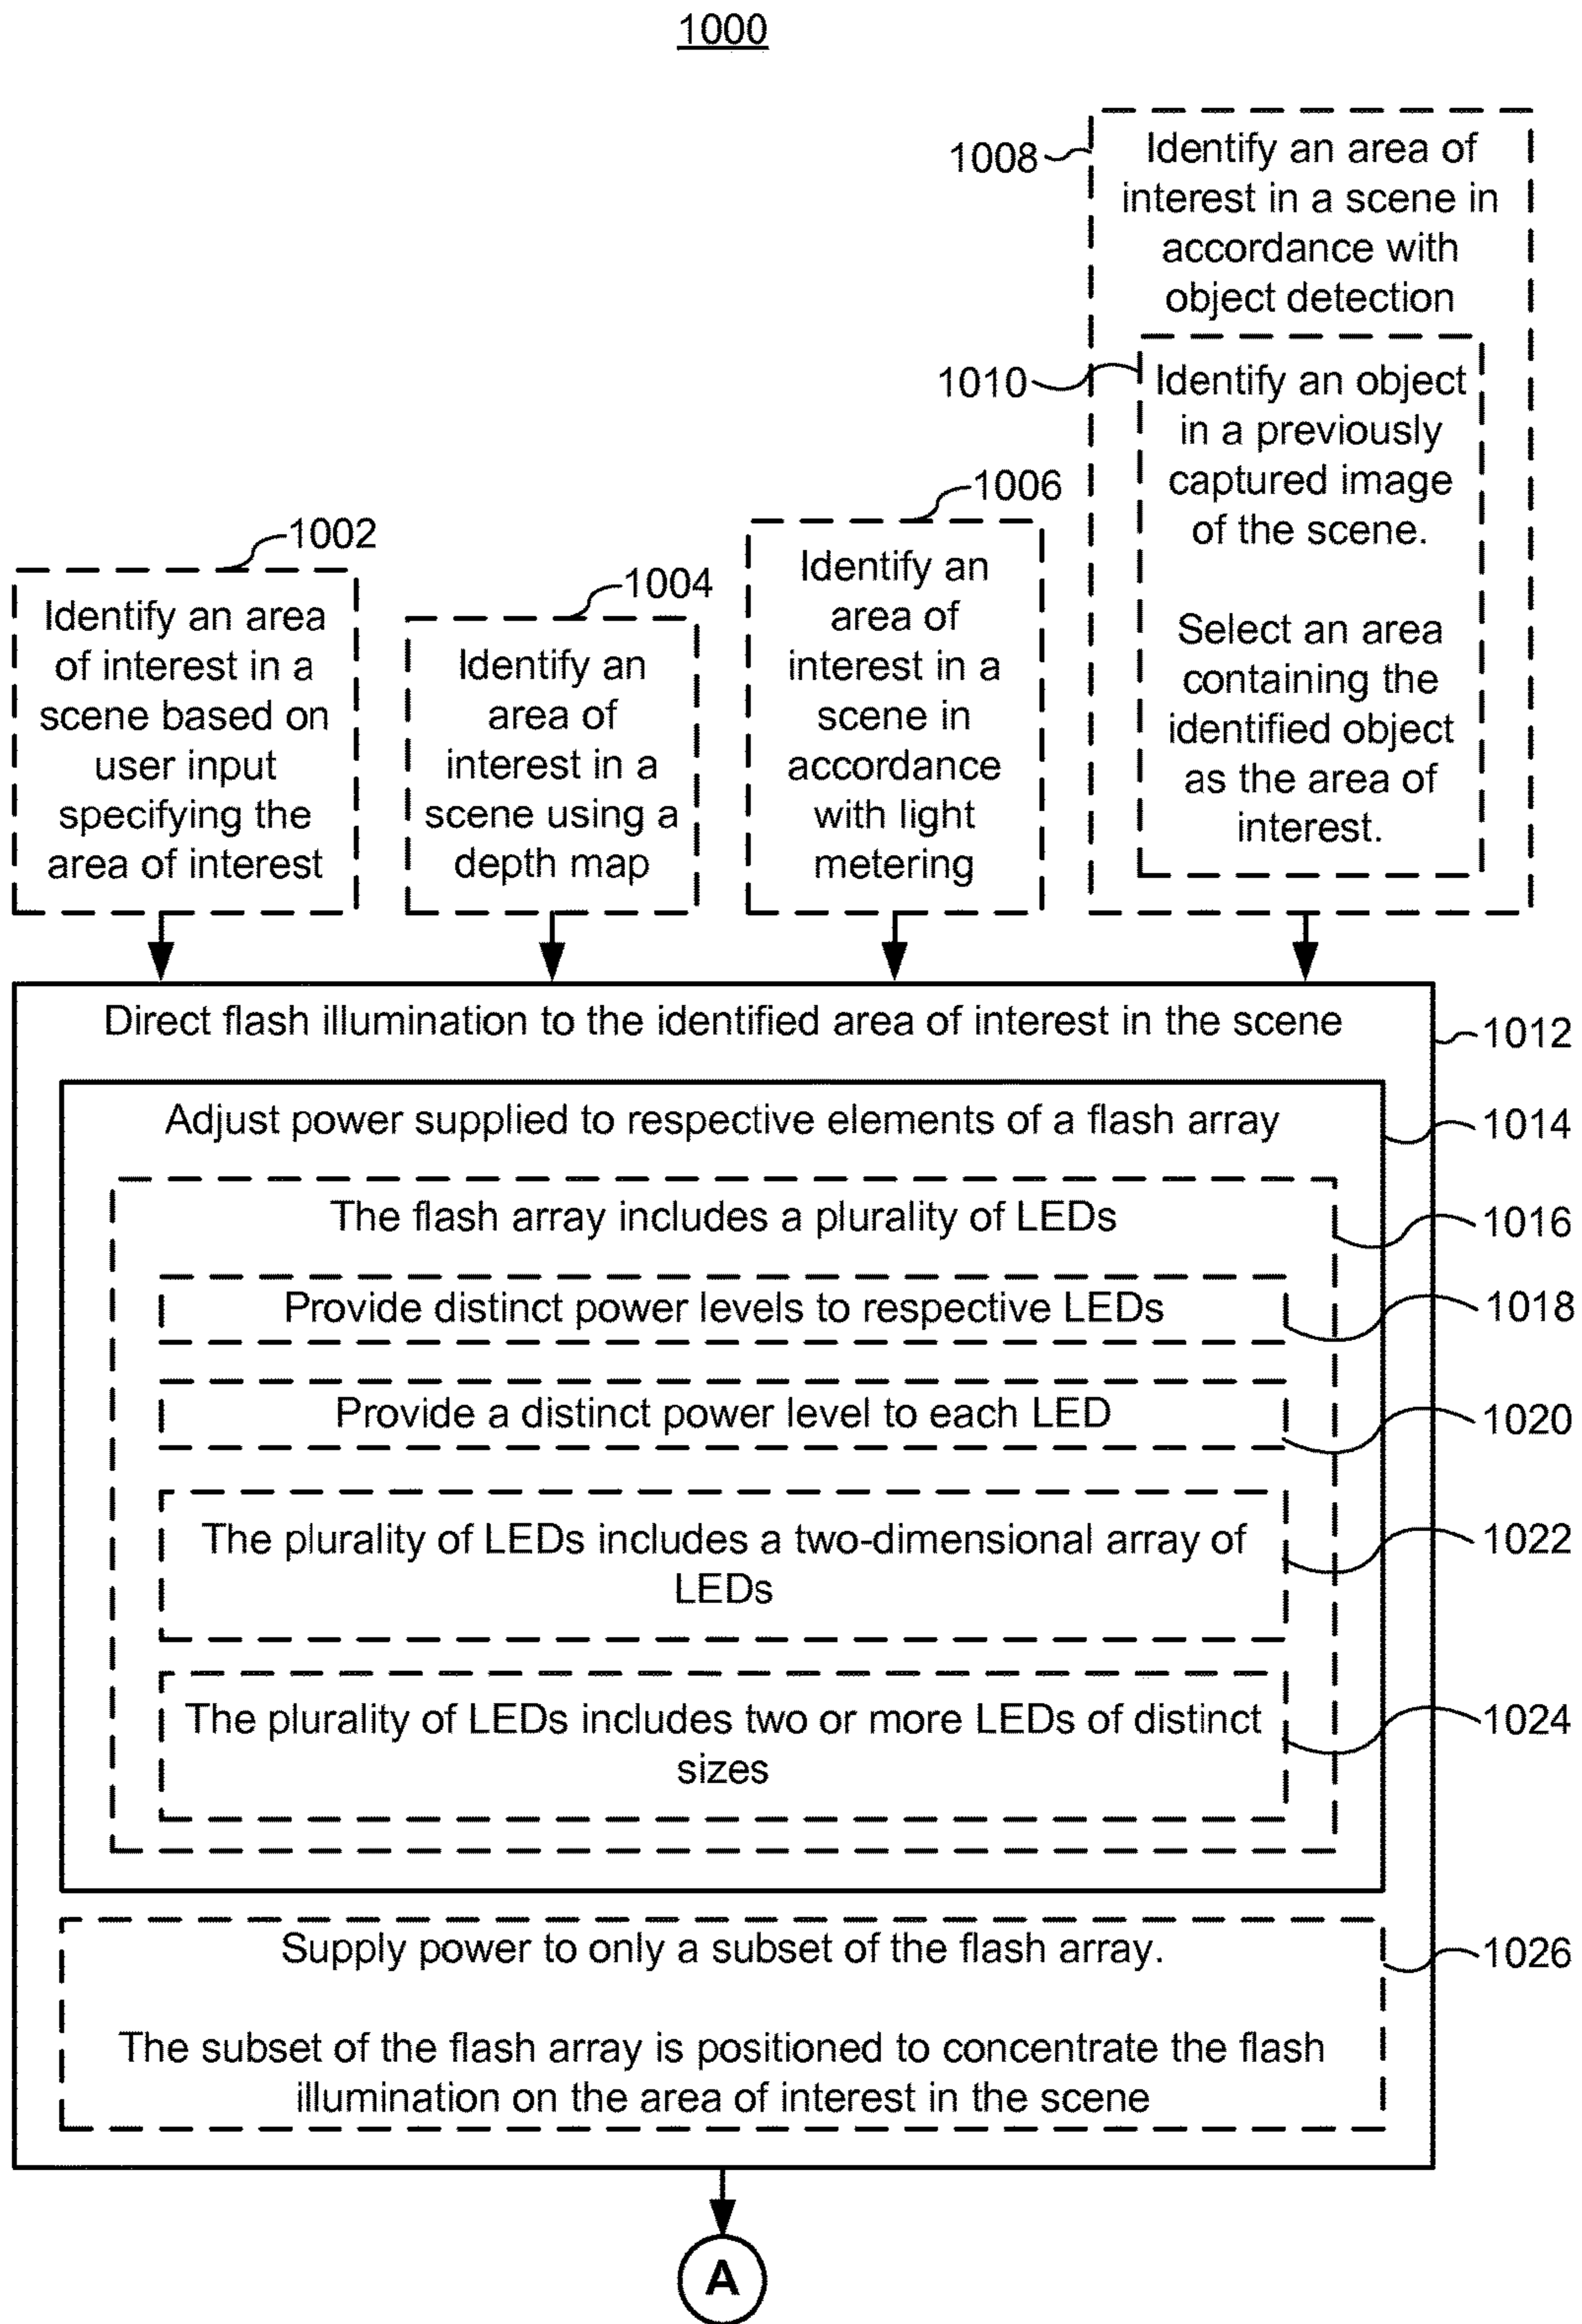 1000
1008
Identify an area of
interest in a scene in
accordance with
object detection
1010
Identify an object
in a previously
captured image
of the scene.
Select an area
containing the
identified object
as the area of
interest.
1002
Identify an area
of interest in a
scene based on
user input
specifying the
area of interest
1004
Identify an
area of
interest in a
scene using a
depth map
1006
Identify an
area of
interest in a
scene in
accordance
with light
metering
Direct flash illumination to the identified area of interest in the scene
1012
Adjust power supplied to respective elements of a flash array
1014
The flash array includes a plurality of LEDs
1016
Provide distinct power levels to respective LEDs
1018
Provide a distinct power level to each LED
1020
The plurality of LEDs includes a two-dimensional array of
LEDs
1022
The plurality of LEDs includes two or more LEDs of distinct
sizes
1024
Supply power to only a subset of the flash array.
1026
The subset of the flash array is positioned to concentrate the flash
illumination on the area of interest in the scene
A